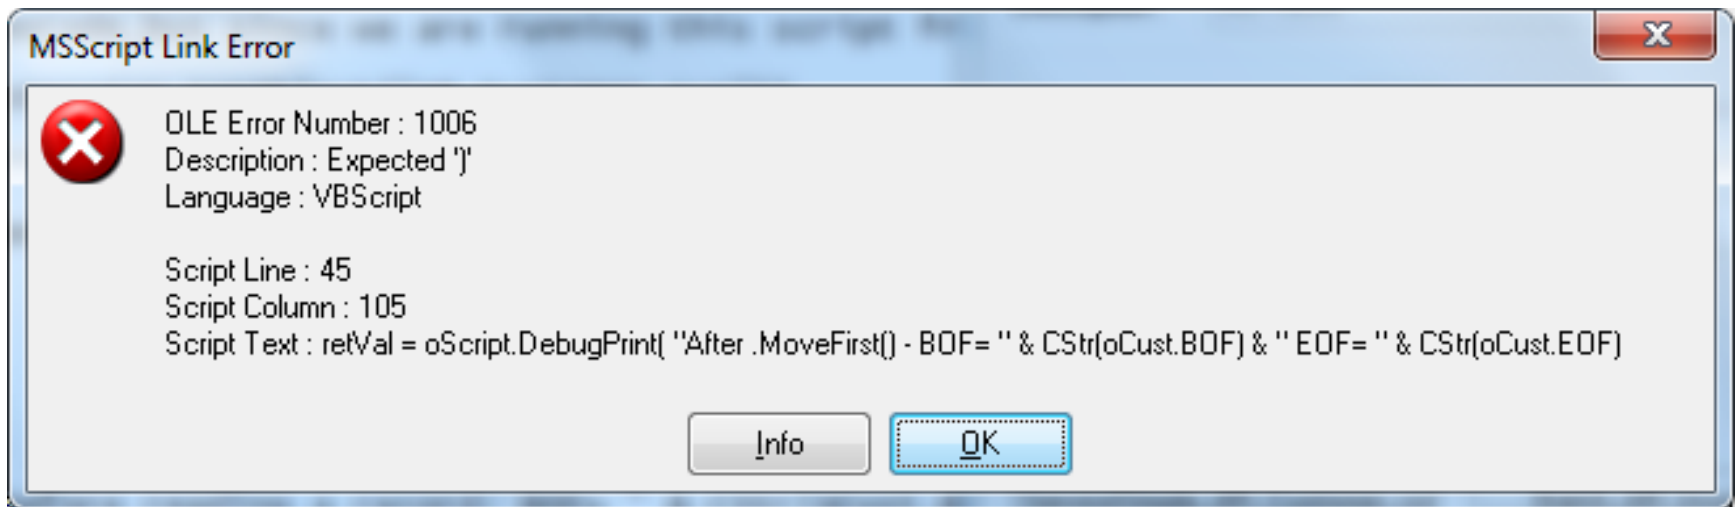 MSScript Link Error
OLE Error Number : 1006
Description : Expected ')'
Language : VBScript
Script Line : 45
Script Column : 105
Script Text : retVal = oScript.DebugPrint( "After .MoveFirst() - BOF= " & CStr(oCust.BOF) & " EOF= " & CStr(oCust.EOF)
Info
OK